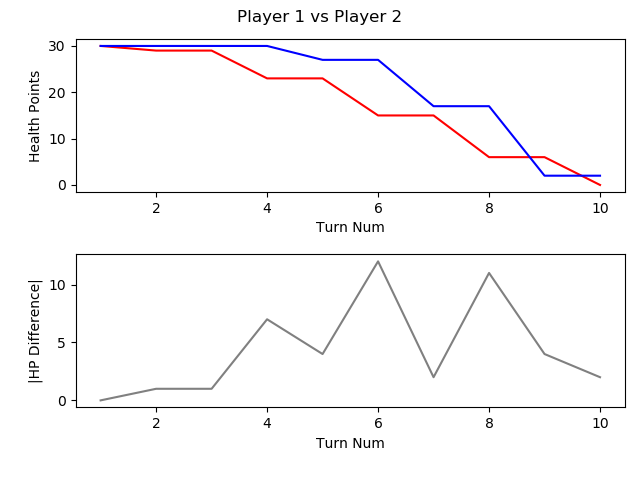 Player 1 vs Player 2
30
20
10
0
Health Points
2 4 6 8 10
Turn Num
10
5
0
|HP Difference|
2 4 6 8 10
Turn Num